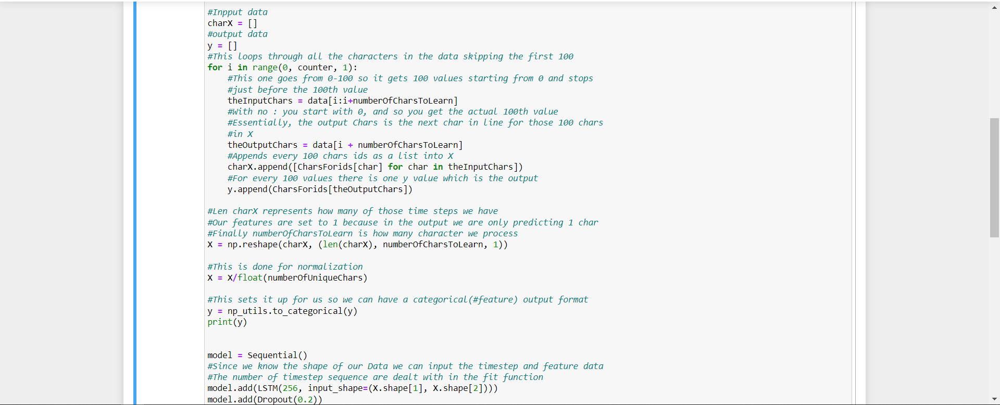 #Inpput data
charX = []
#output data
y = []
#This loops through all the characters in the data skipping the first 100
for i in range(0, counter, 1):
    #This one goes from 0-100 so it gets 100 values starting from 0 and stops
    #just before the 100th value
    theInputChars = data[i:i+numberOfCharsToLearn]
    #With no : you start with 0, and so you get the actual 100th value
    #Essentially, the output Chars is the next char in line for those 100 chars
    #in X
    theOutputChars = data[i + numberOfCharsToLearn]
    #Appends every 100 chars ids as a list into X
    charX.append([CharsForids[char] for char in theInputChars])
    #For every 100 values there is one y value which is the output
    y.append(CharsForids[theOutputChars])

#Len charX represents how many of those time steps we have
#Our features are set to 1 because in the output we are only predicting 1 char
#Finally numberOfCharsToLearn is how many character we process
X = np.reshape(charX, (len(charX), numberOfCharsToLearn, 1))

#This is done for normalization
X = X/float(numberOfUniqueChars)

#This sets it up for us so we can have a categorical(#feature) output format
y = np_utils.to_categorical(y)
print(y)

model = Sequential()
#Since we know the shape of our Data we can input the timestep and feature data
#The number of timestep sequence are dealt with in the fit function
model.add(LSTM(256, input_shape=(X.shape[1], X.shape[2])))
model.add(Dropout(0.2))